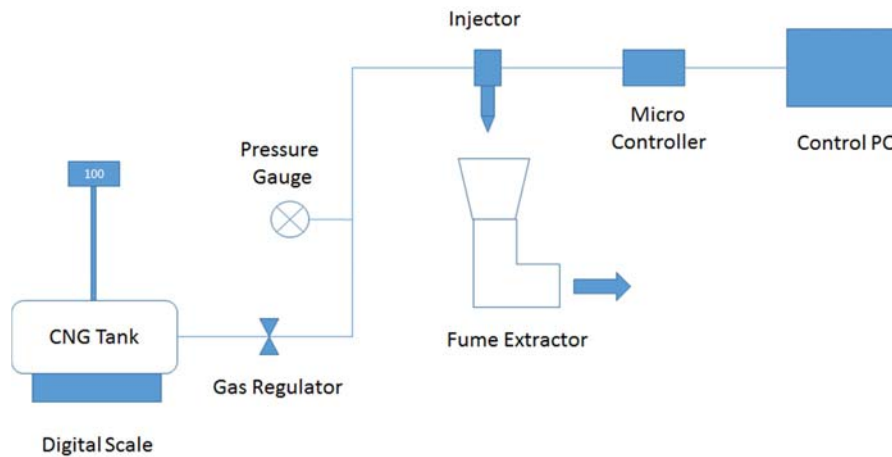 Injector
Micro
Controller
Control PC
Pressure
Gauge
100
CNG Tank
Gas Regulator
Fume Extractor
Digital Scale